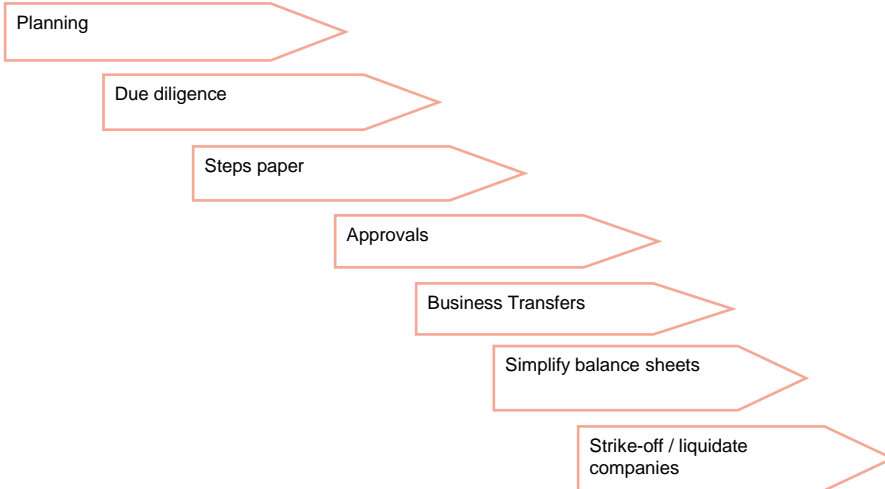 Planning
Due diligence
Steps paper
Approvals
Business Transfers
Simplify balance sheets
Strike-off / liquidate
companies